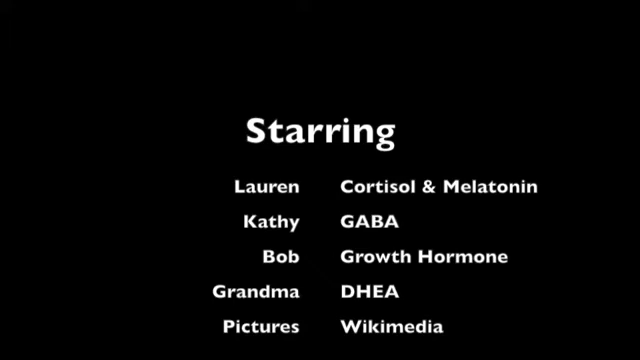 Starring
Lauren Cortisol & Melatonin
Kathy GABA
Bob Growth Hormone
Grandma DHEA
Pictures Wikimedia